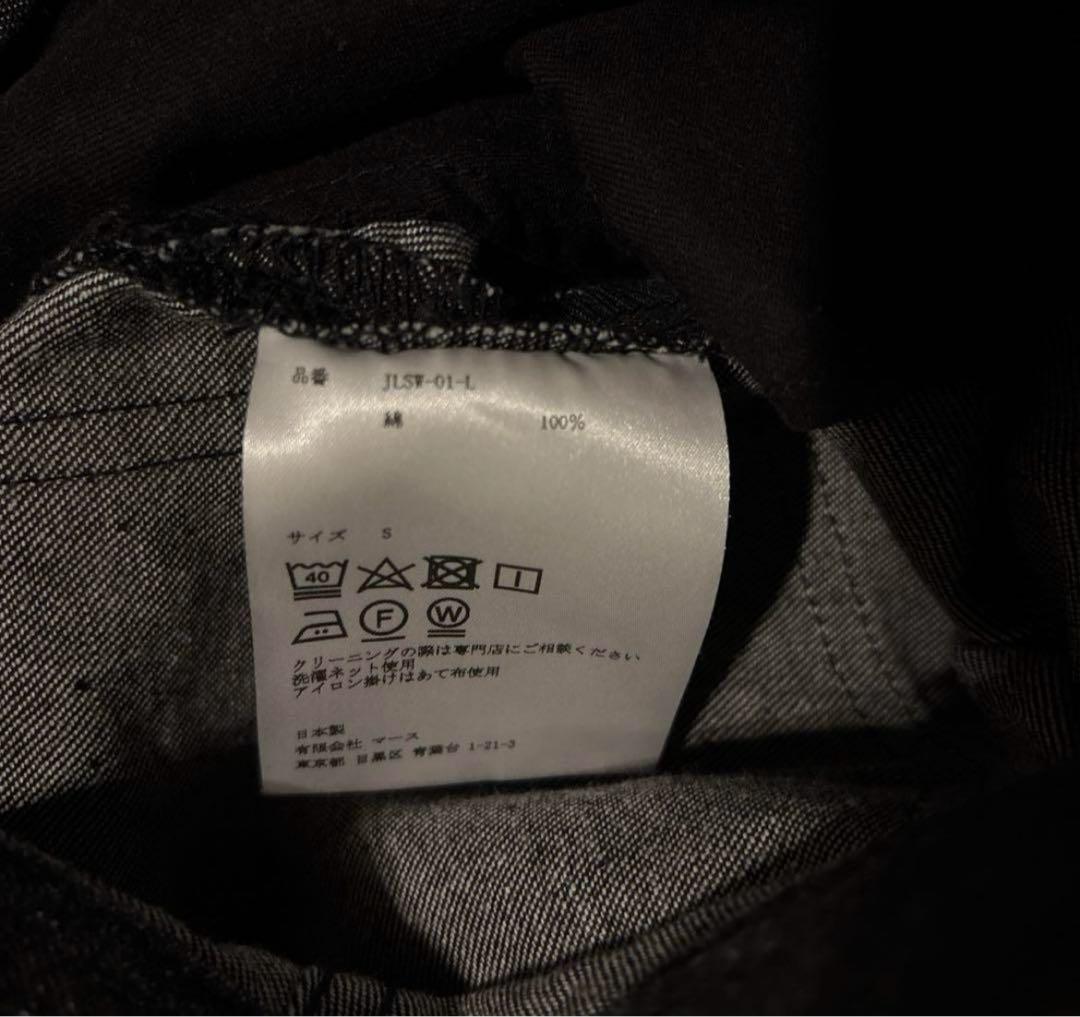 品番 JLSW-01-L
綿 100%
サイズ S
40
F W
クリーニングの際は専門店にご相談ください
洗濯ネット使用
アイロン掛けはあて布使用
日本製
有限会社 マース
東京都 目黒区 青葉台 1-21-3